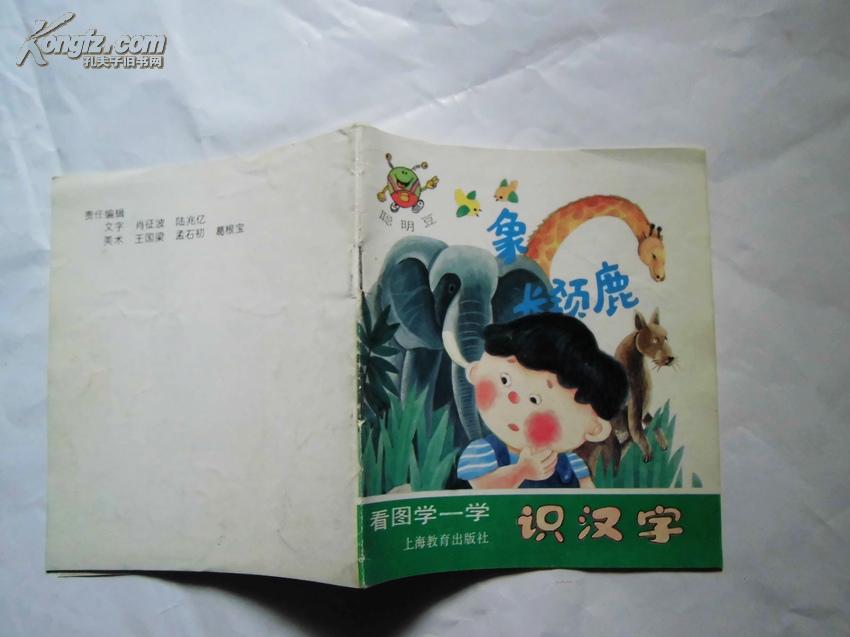 Kongfz.com
孔夫子旧书网
责任编辑
文字 肖征波 陆兆亿
美术 王国梁 孟石初 葛根宝
聪明豆
象
长颈鹿
看图学一学
识汉字
上海教育出版社